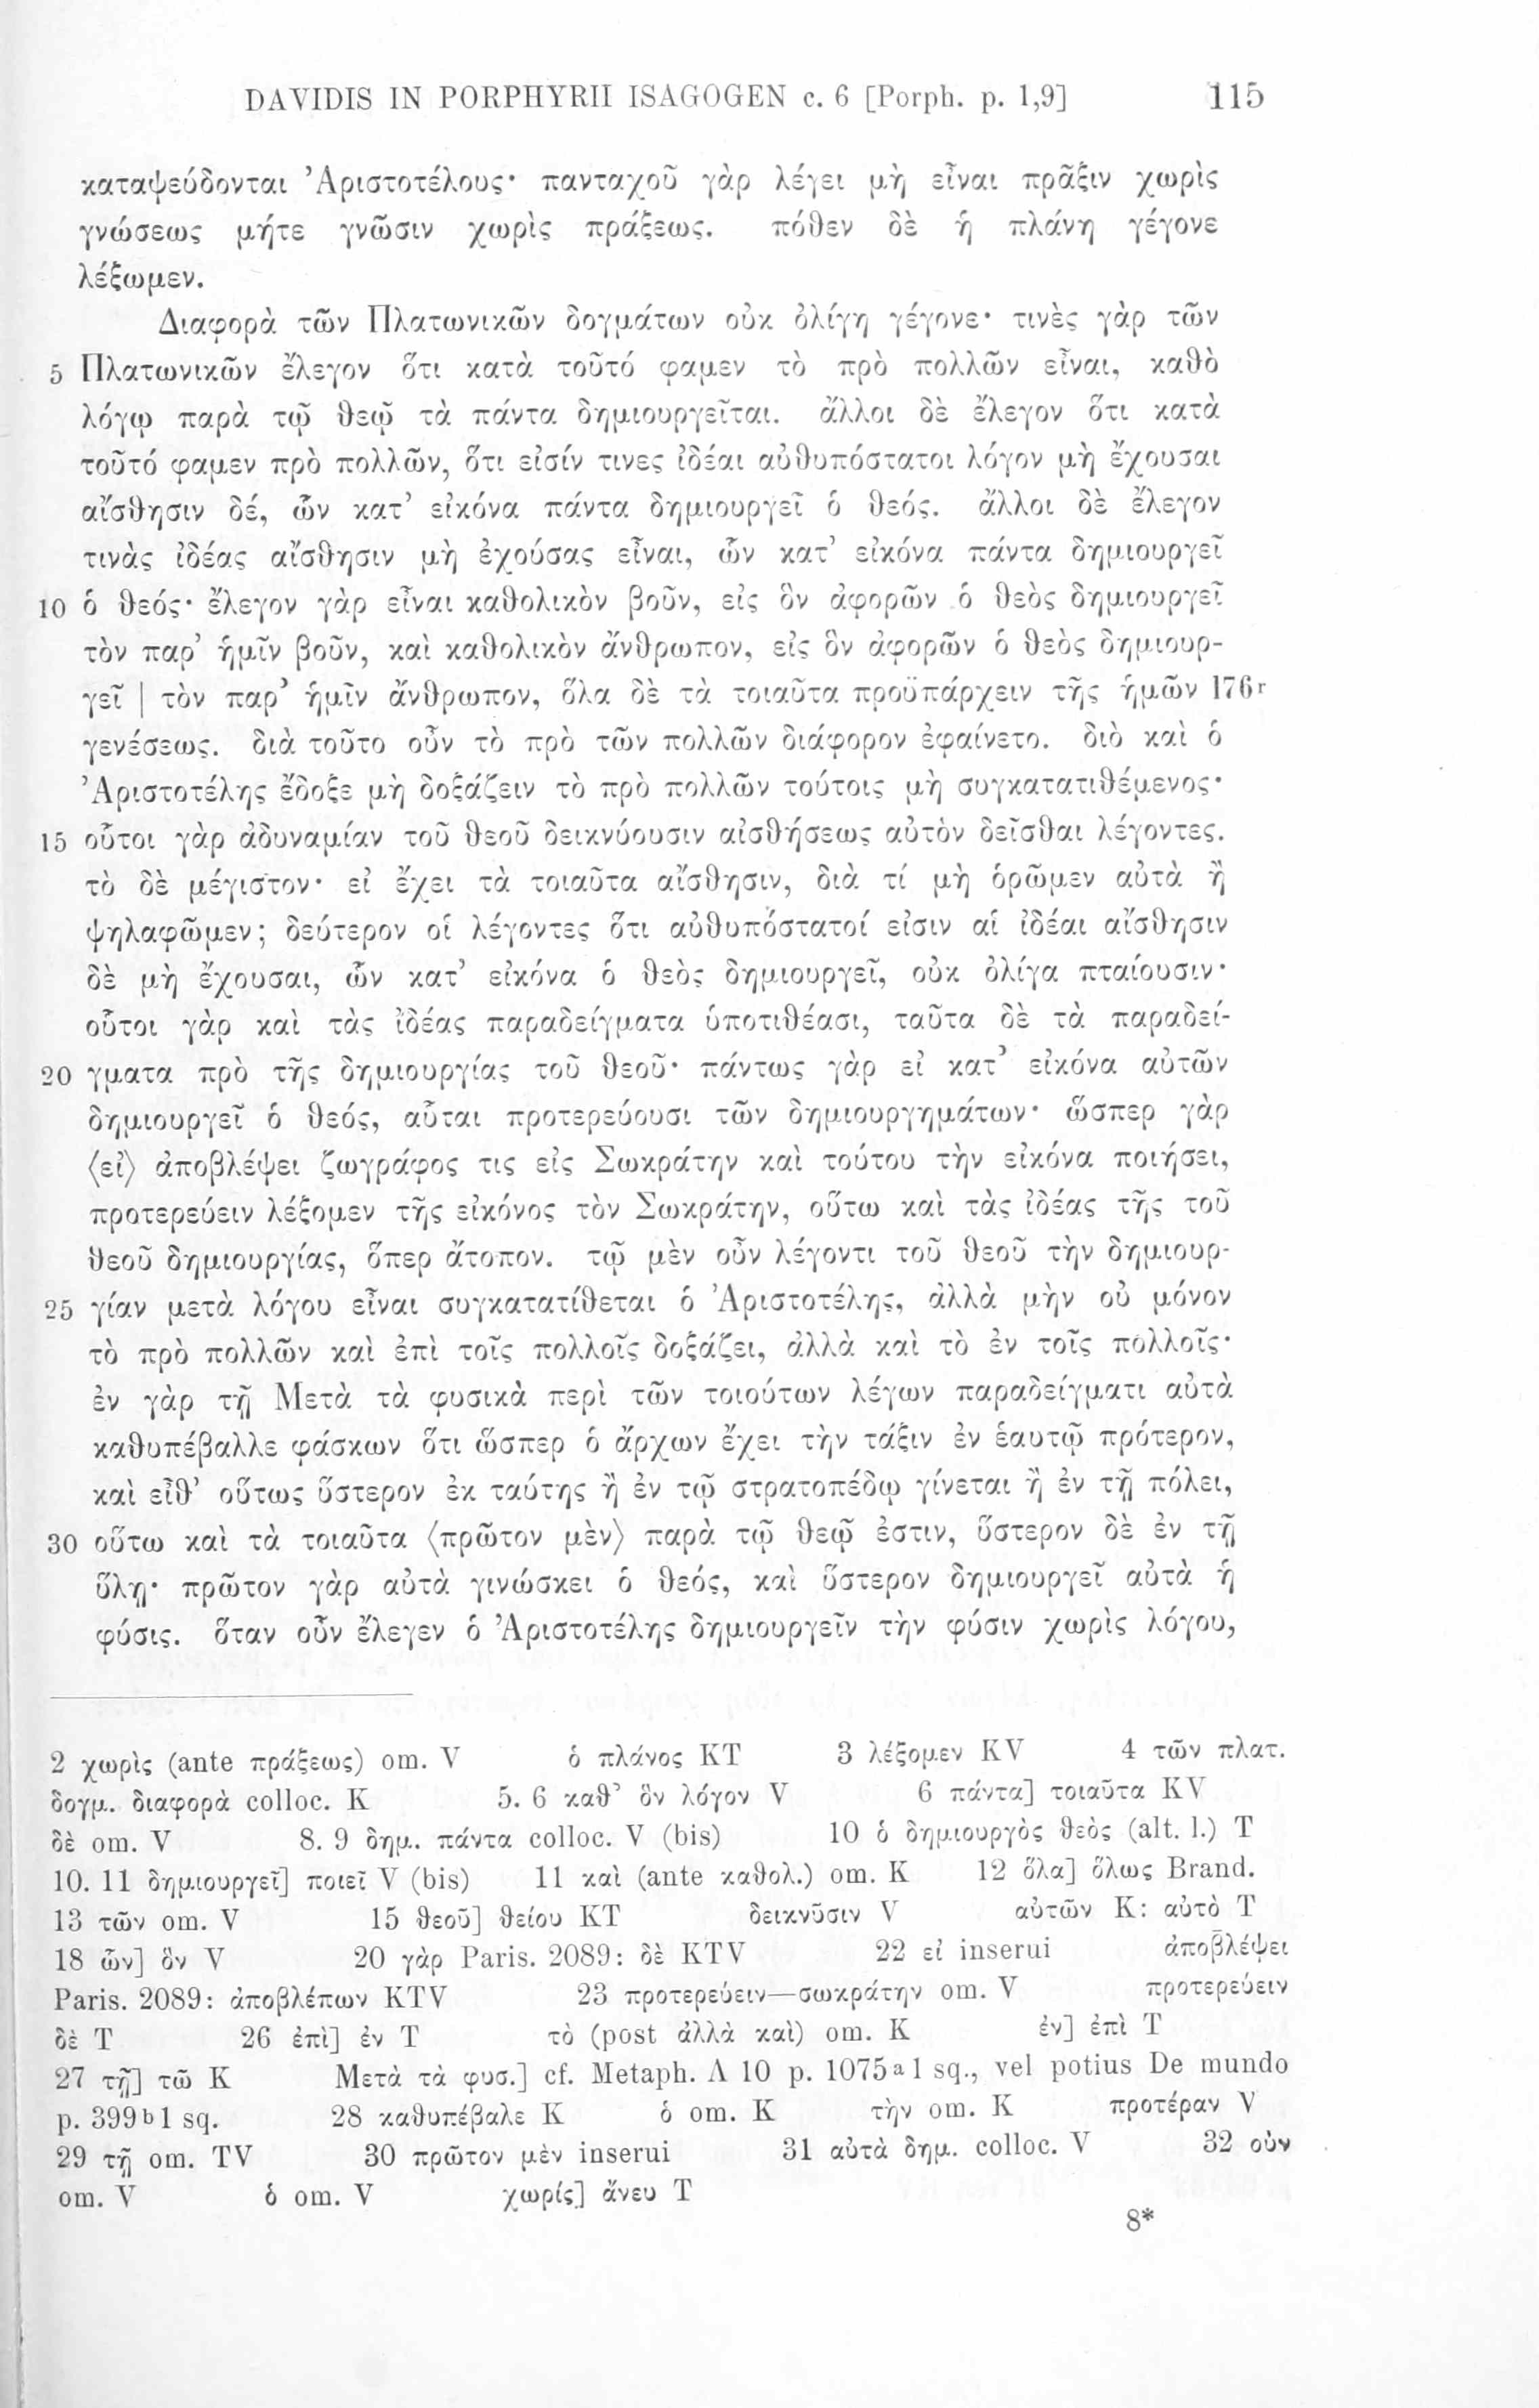 DAVIDIS IN PORPHYRII ISAGOGEN c. 6 [Porph. p. 1,9] 115
καταψεύδονται Ἀριστοτέλους· πανταχοῦ γὰρ λέγει μὴ εἶναι πρᾶξιν χωρὶς
γνώσεως μήτε γνῶσιν χωρὶς πράξεως. πόθεν δὲ ἡ πλάνη γέγονε
λέξωμεν.
Διαφορὰ τῶν Πλατωνικῶν δογμάτων οὐκ ὀλίγη γέγονε· τινὲς γὰρ τῶν
5 Πλατωνικῶν ἔλεγον ὅτι κατὰ τοῦτό φαμεν τὸ πρὸ πολλῶν εἶναι, καθὸ
λόγῳ παρὰ τῷ θεῷ τὰ πάντα δημιουργεῖται. ἄλλοι δὲ ἔλεγον ὅτι κατὰ
τοῦτό φαμεν πρὸ πολλῶν, ὅτι εἰσίν τινες ἰδέαι αὐθυπόστατοι λόγον μὴ ἔχουσαι
αἴσθησιν δέ, ὧν κατ’ εἰκόνα πάντα δημιουργεῖ ὁ θεός. ἄλλοι δὲ ἔλεγον
τινὰς ἰδέας αἴσθησιν μὴ ἐχούσας εἶναι, ὧν κατ’ εἰκόνα πάντα δημιουργεῖ
10 ὁ θεός· ἔλεγον γὰρ εἶναι καθολικὸν βοῦν, εἰς ὃν ἀφορῶν ὁ θεὸς δημιουργεῖ
τὸν παρ’ ἡμῖν βοῦν, καὶ καθολικὸν ἄνθρωπον, εἰς ὃν ἀφορῶν ὁ θεὸς δημιουρ-
γεῖ | τὸν παρ’ ἡμῖν ἄνθρωπον, ὅλα δὲ τὰ τοιαῦτα προϋπάρχειν τῆς ἡμῶν 176r
γενέσεως. διὰ τοῦτο οὖν τὸ πρὸ τῶν πολλῶν διάφορον ἐφαίνετο. διὸ καὶ ὁ
Ἀριστοτέλης ἔδοξε μὴ δοξάζειν τὸ πρὸ πολλῶν τούτοις μὴ συγκατατιθέμενος·
15 οὗτοι γὰρ ἀδυναμίαν τοῦ θεοῦ δεικνύουσιν αἰσθήσεως αὐτὸν δεῖσθαι λέγοντες.
τὸ δὲ μέγιστον· εἰ ἔχει τὰ τοιαῦτα αἴσθησιν, διὰ τί μὴ ὁρῶμεν αὐτὰ ἢ
ψηλαφῶμεν; δεύτερον οἱ λέγοντες ὅτι αὐθυπόστατοί εἰσιν αἱ ἰδέαι αἴσθησιν
δὲ μὴ ἔχουσαι, ὧν κατ’ εἰκόνα ὁ θεὸς δημιουργεῖ, οὐκ ὀλίγα πταίουσιν·
οὗτοι γὰρ καὶ τὰς ἰδέας παραδείγματα ὑποτιθέασι, ταῦτα δὲ τὰ παραδεί-
20 γματα πρὸ τῆς δημιουργίας τοῦ θεοῦ· πάντως γὰρ εἰ κατ’ εἰκόνα αὐτῶν
δημιουργεῖ ὁ θεός, αὗται προτερεύουσι τῶν δημιουργημάτων· ὥσπερ γὰρ
⟨εἰ⟩ ἀποβλέψει ζωγράφος τις εἰς Σωκράτην καὶ τούτου τὴν εἰκόνα ποιήσει,
προτερεύειν λέξομεν τῆς εἰκόνος τὸν Σωκράτην, οὕτω καὶ τὰς ἰδέας τῆς τοῦ
θεοῦ δημιουργίας, ὅπερ ἄτοπον. τῷ μὲν οὖν λέγοντι τοῦ θεοῦ τὴν δημιουρ-
25 γίαν μετὰ λόγου εἶναι συγκατατίθεται ὁ Ἀριστοτέλης, ἀλλὰ μὴν οὐ μόνον
τὸ πρὸ πολλῶν καὶ ἐπὶ τοῖς πολλοῖς δοξάζει, ἀλλὰ καὶ τὸ ἐν τοῖς πολλοῖς·
ἐν γὰρ τῇ Μετὰ τὰ φυσικὰ περὶ τῶν τοιούτων λέγων παραδείγματι αὐτὰ
καθυπέβαλλε φάσκων ὅτι ὥσπερ ὁ ἄρχων ἔχει τὴν τάξιν ἐν ἑαυτῷ πρότερον,
καὶ εἶθ’ οὕτως ὕστερον ἐκ ταύτης ἢ ἐν τῷ στρατοπέδῳ γίνεται ἢ ἐν τῇ πόλει,
30 οὕτω καὶ τὰ τοιαῦτα ⟨πρῶτον μὲν⟩ παρὰ τῷ θεῷ ἐστιν, ὕστερον δὲ ἐν τῇ
ὕλῃ· πρῶτον γὰρ αὐτὰ γινώσκει ὁ θεός, καὶ ὕστερον δημιουργεῖ αὐτὰ ἡ
φύσις. ὅταν οὖν ἔλεγεν ὁ Ἀριστοτέλης δημιουργεῖν τὴν φύσιν χωρὶς λόγου,
2 χωρὶς (ante πράξεως) om. V ὁ πλάνος KT 3 λέξομεν KV 4 τῶν πλατ.
δογμ. διαφορὰ colloc. K 5. 6 καθ’ ὃν λόγον V 6 πάντα] τοιαῦτα KV
δὲ om. V 8. 9 δημ. πάντα colloc. V (bis) 10 ὁ δημιουργὸς θεὸς (alt. l.) T
10. 11 δημιουργεῖ] ποιεῖ V (bis) 11 καὶ (ante καθολ.) om. K 12 ὅλα] ὅλως Brand.
13 τῶν om. V 15 θεοῦ] θείου KT δεικνῦσιν V αὐτῶν K: αὐτὸ T
18 ὧν] ὃν V 20 γὰρ Paris. 2089: δὲ KTV 22 εἰ inserui ἀποβλέψει
Paris. 2089: ἀποβλέπων KTV 23 προτερεύειν—σωκράτην om. V προτερεύειν
δὲ T 26 ἐπὶ] ἐν T τὸ (post ἀλλὰ καὶ) om. K ἐν] ἐπὶ T
27 τῇ] τῶ K Μετὰ τὰ φυσ.] cf. Metaph. Λ 10 p. 1075a1 sq., vel potius De mundo
p. 399b1 sq. 28 καθυπέβαλε K ὁ om. K τὴν om. K προτέραν V
29 τῇ om. TV 30 πρῶτον μὲν inserui 31 αὐτὰ δημ. colloc. V 32 οὖν
om. V ὁ om. V χωρίς] ἄνευ T
8*